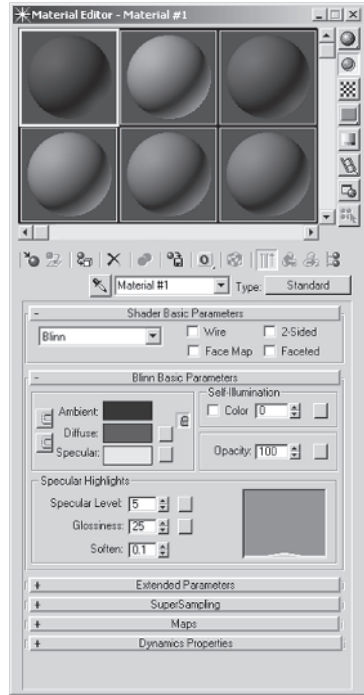 Material Editor - Material #1
Material #1
Type:
Standard
Shader Basic Parameters
Blinn
Wire
2-Sided
Face Map
Faceted
Blinn Basic Parameters
Self-Illumination
Ambient:
Color 0
Diffuse:
Specular:
Opacity: 100
Specular Highlights
Specular Level: 5
Glossiness: 25
Soften: 0.1
+ Extended Parameters
+ SuperSampling
+ Maps
+ Dynamics Properties